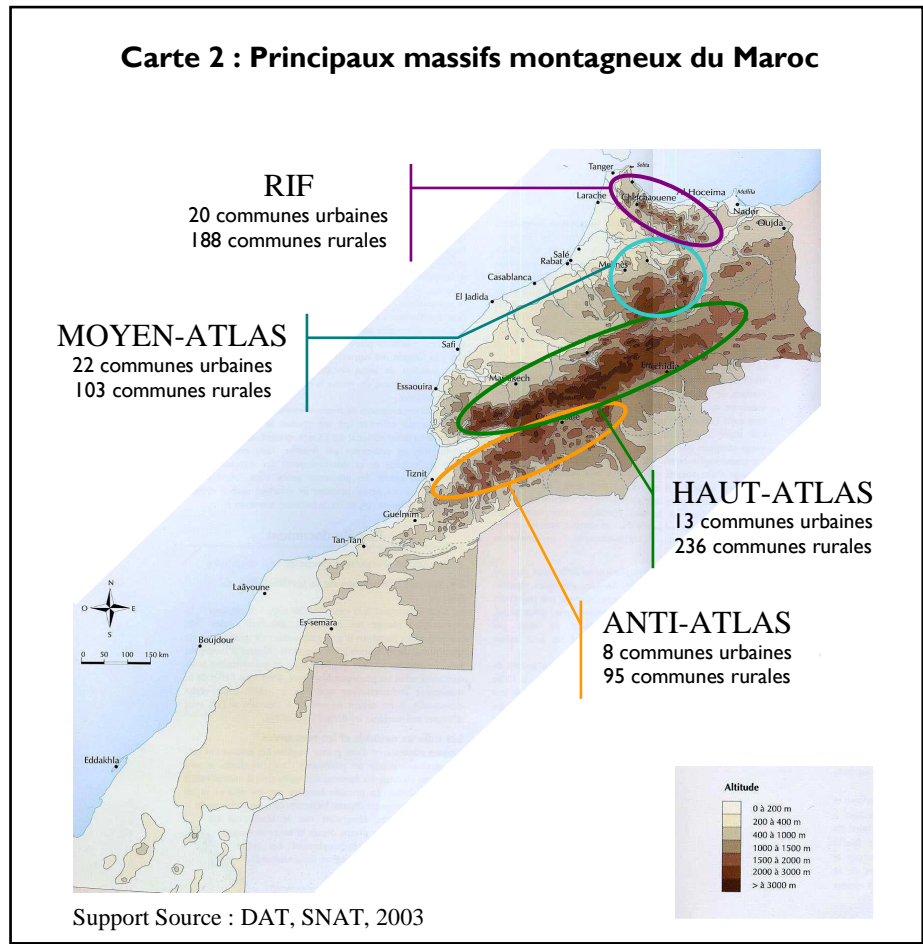 Carte 2 : Principaux massifs montagneux du Maroc
RIF
20 communes urbaines
188 communes rurales
MOYEN-ATLAS
22 communes urbaines
103 communes rurales
HAUT-ATLAS
13 communes urbaines
236 communes rurales
ANTI-ATLAS
8 communes urbaines
95 communes rurales
Tanger
Sebta
Larache
Chefchaouene
Al Hoceima
Melilla
Nador
Oujda
Salé
Rabat
Meknès
Casablanca
El Jadida
Safi
Marrakech
Errachidia
Essaouira
Tiznit
Guelmim
Tan-Tan
Laâyoune
Es-semara
Boujdour
Eddakhla
N
O
E
S
0 50 100 150 km
Altitude
0 à 200 m
200 à 400 m
400 à 1000 m
1000 à 1500 m
1500 à 2000 m
2000 à 3000 m
> à 3000 m
Support Source : DAT, SNAT, 2003